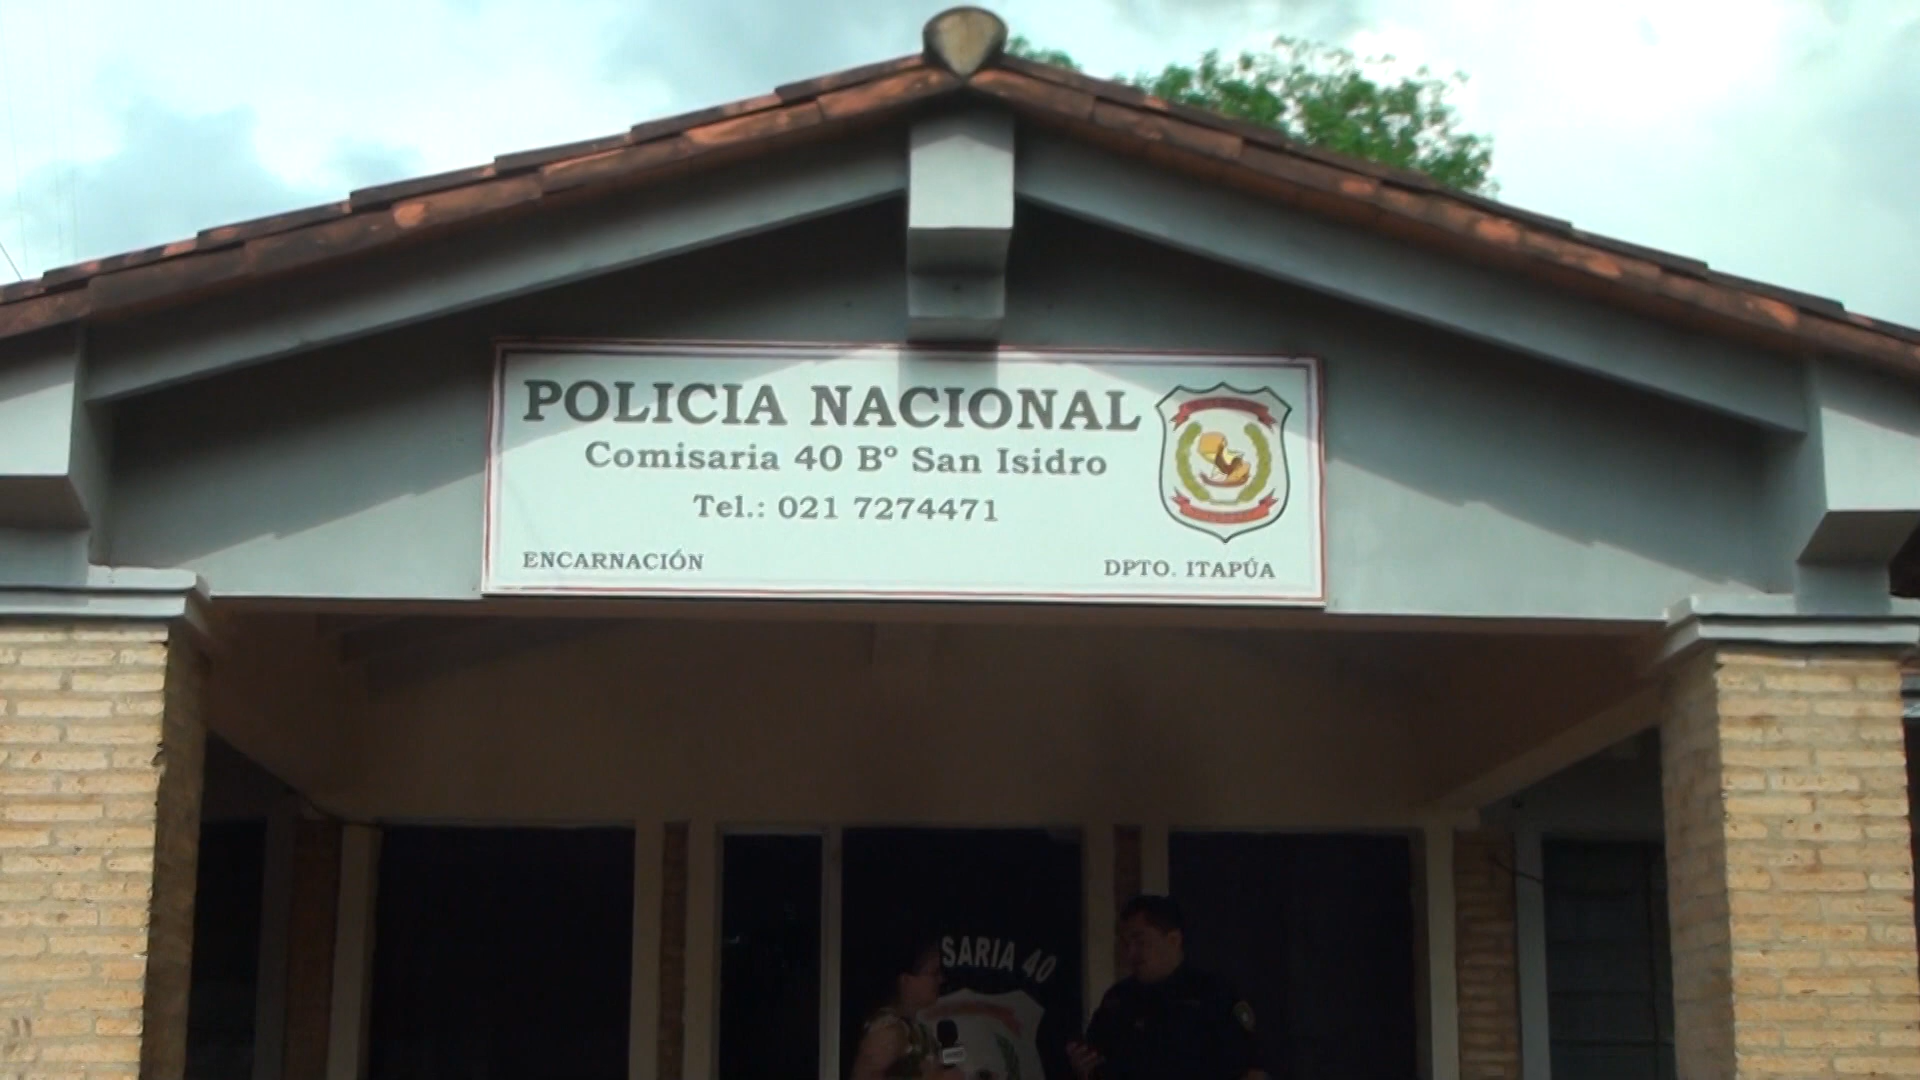 POLICIA NACIONAL
Comisaria 40 Bº San Isidro
Tel.: 021 7274471
ENCARNACIÓN
DPTO. ITAPÚA
SARIA 40